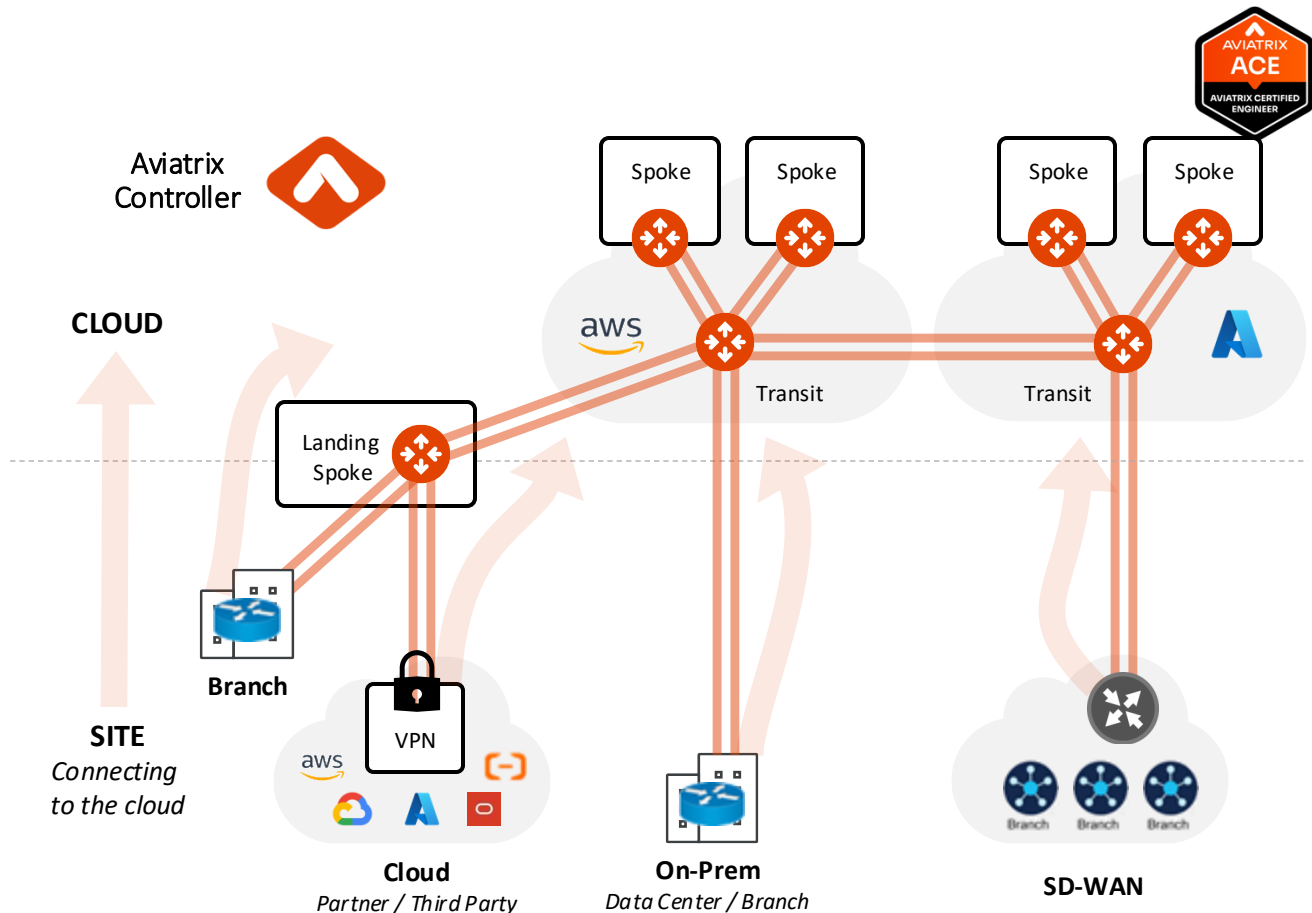 AVIATRIX
ACE
AVIATRIX CERTIFIED
ENGINEER
Aviatrix
Controller
Spoke
Spoke
Spoke
Spoke
CLOUD
aws
Transit
Transit
Landing
Spoke
Branch
SITE
Connecting
to the cloud
VPN
aws
Branch
Branch
Branch
Cloud
Partner / Third Party
On-Prem
Data Center / Branch
SD-WAN